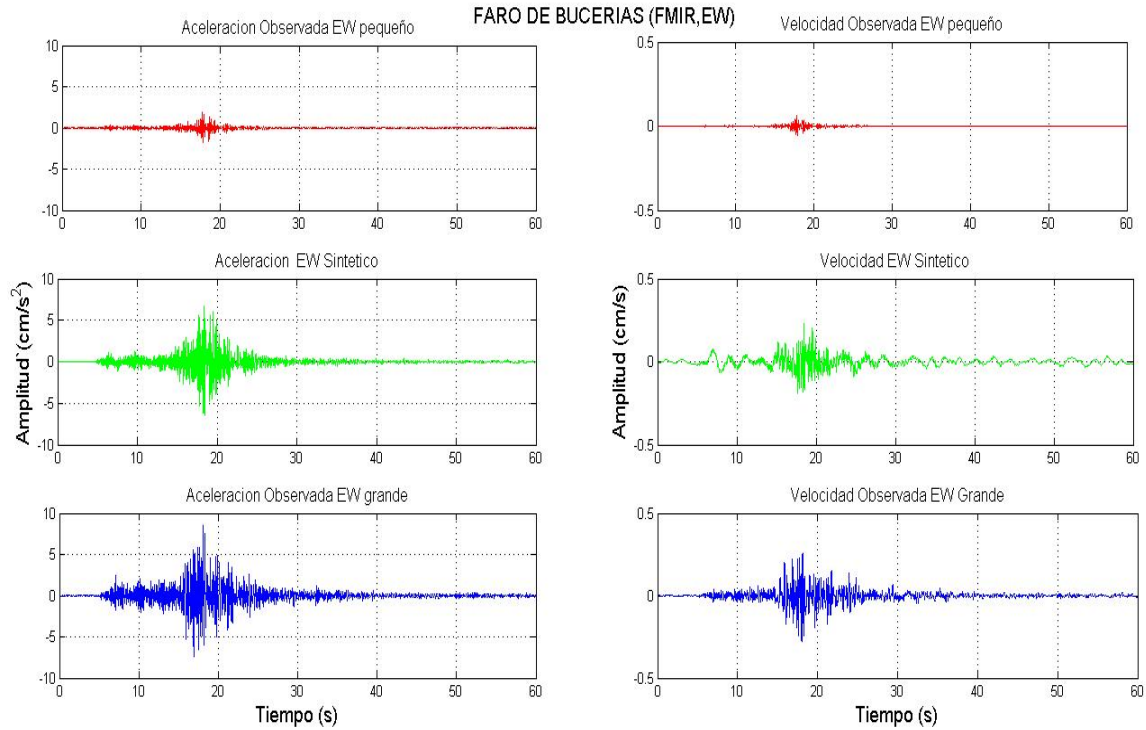 FARO DE BUCERIAS (FMIR,EW)
Aceleracion Observada EW pequeño
10
5
0
-5
-10
0 10 20 30 40 50 60
Velocidad Observada EW pequeño
0.5
0
-0.5
0 10 20 30 40 50 60
Aceleracion EW Sintetico
10
5
0
-5
-10
0 10 20 30 40 50 60
Amplitud (cm/s²)
Velocidad EW Sintetico
0.5
0
-0.5
0 10 20 30 40 50 60
Amplitud (cm/s)
Aceleracion Observada EW grande
10
5
0
-5
-10
0 10 20 30 40 50 60
Tiempo (s)
Velocidad Observada EW Grande
0.5
0
-0.5
0 10 20 30 40 50 60
Tiempo (s)